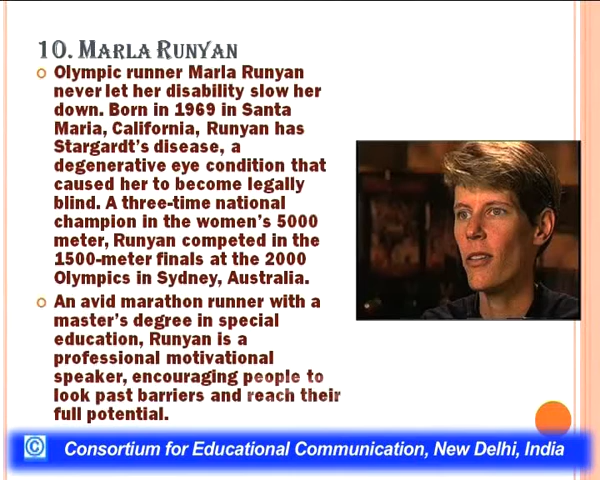 10. MARLA RUNYAN
Olympic runner Marla Runyan
never let her disability slow her
down. Born in 1969 in Santa
Maria, California, Runyan has
Stargardt's disease, a
degenerative eye condition that
caused her to become legally
blind. A three-time national
champion in the women's 5000
meter, Runyan competed in the
1500-meter finals at the 2000
Olympics in Sydney, Australia.
An avid marathon runner with a
master's degree in special
education, Runyan is a
professional motivational
speaker, encouraging people to
look past barriers and reach their
full potential.
© Consortium for Educational Communication, New Delhi, India